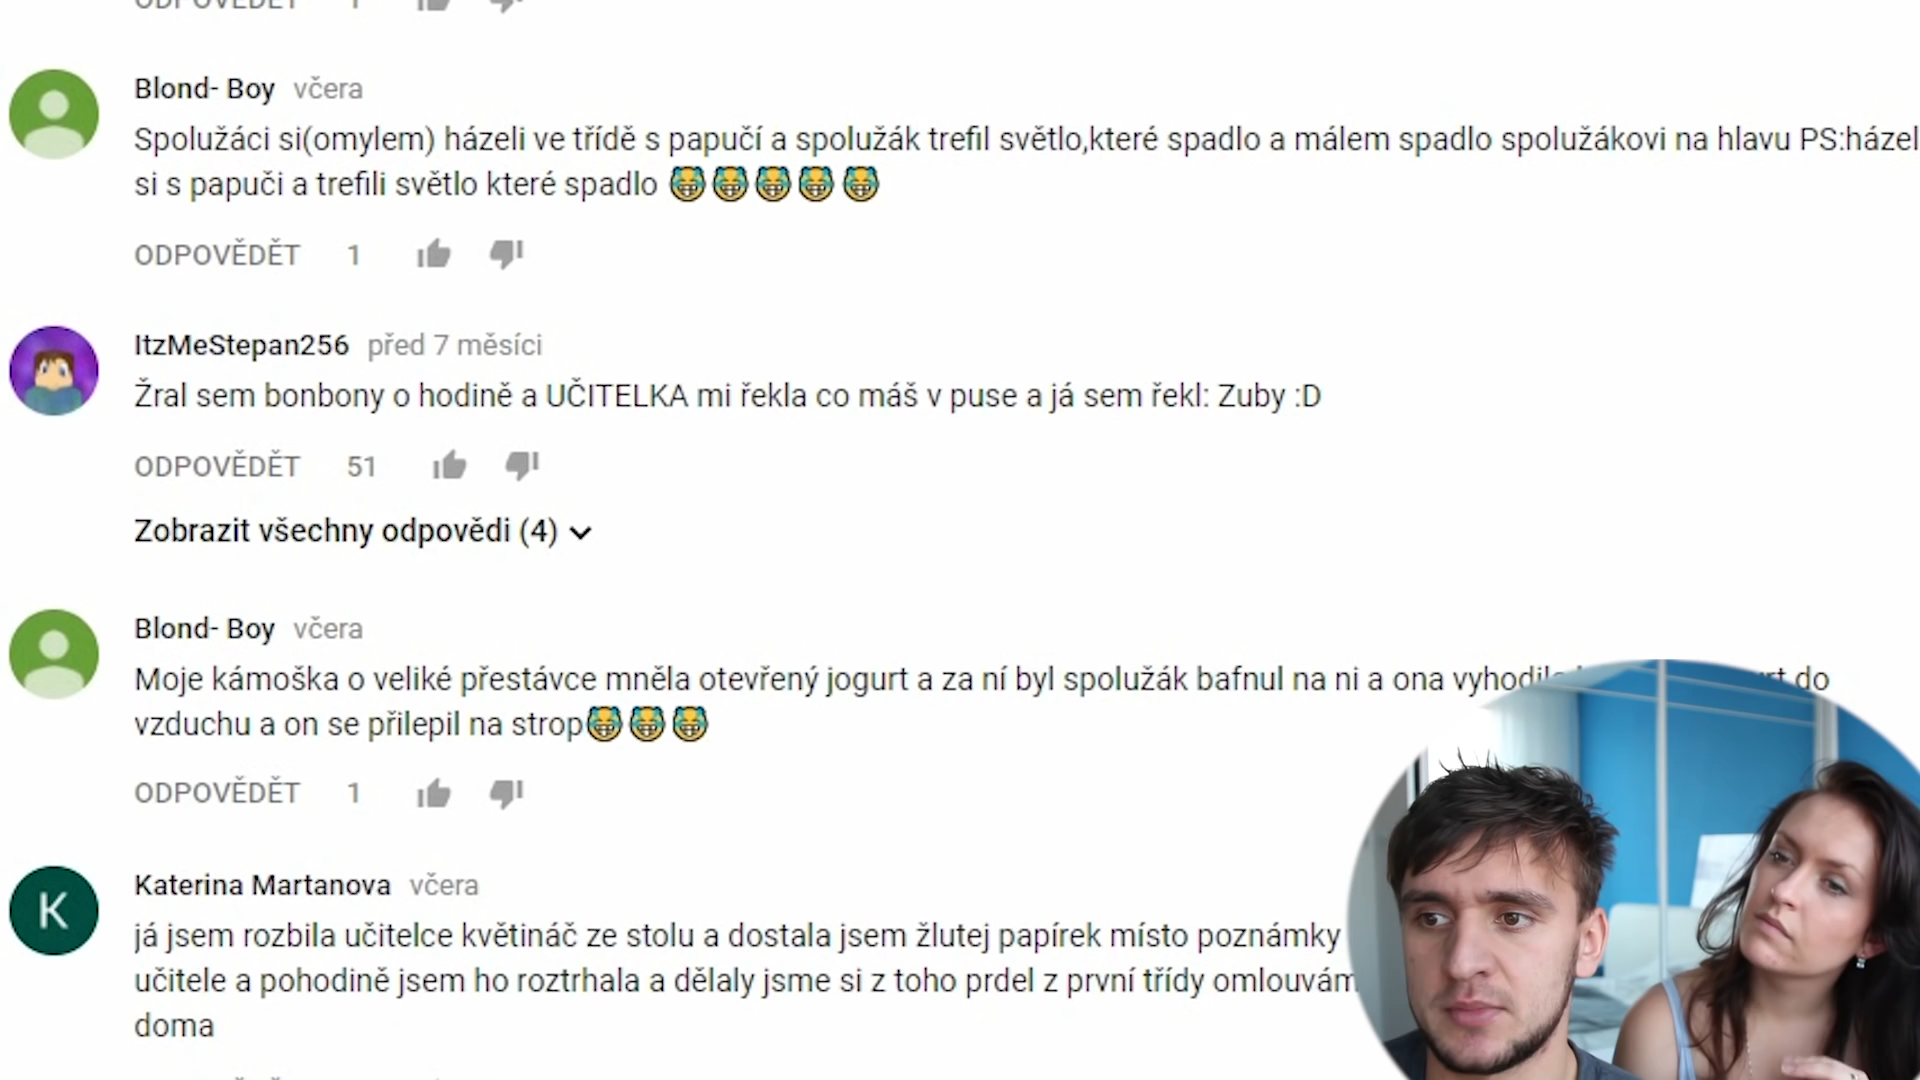 ODPOVĚDĚT 1
Blond- Boy včera
Spolužáci si(omylem) házeli ve třídě s papučí a spolužák trefil světlo,které spadlo a málem spadlo spolužákovi na hlavu PS:házel
si s papuči a trefili světlo které spadlo
ODPOVĚDĚT 1
ItzMeStepan256 před 7 měsíci
Žral sem bonbony o hodině a UČITELKA mi řekla co máš v puse a já sem řekl: Zuby :D
ODPOVĚDĚT 51
Zobrazit všechny odpovědi (4)
Blond- Boy včera
Moje kámoška o veliké přestávce mněla otevřený jogurt a za ní byl spolužák bafnul na ni a ona do
vzduchu a on se přilepil na strop
ODPOVĚDĚT 1
K
Katerina Martanova včera
já jsem rozbila učitelce květináč ze stolu a dostala jsem žlutej papírek místo poznámky
učitele a pohodině jsem ho roztrhala a dělaly jsme si z toho prdel z první třídy omlouvám
doma